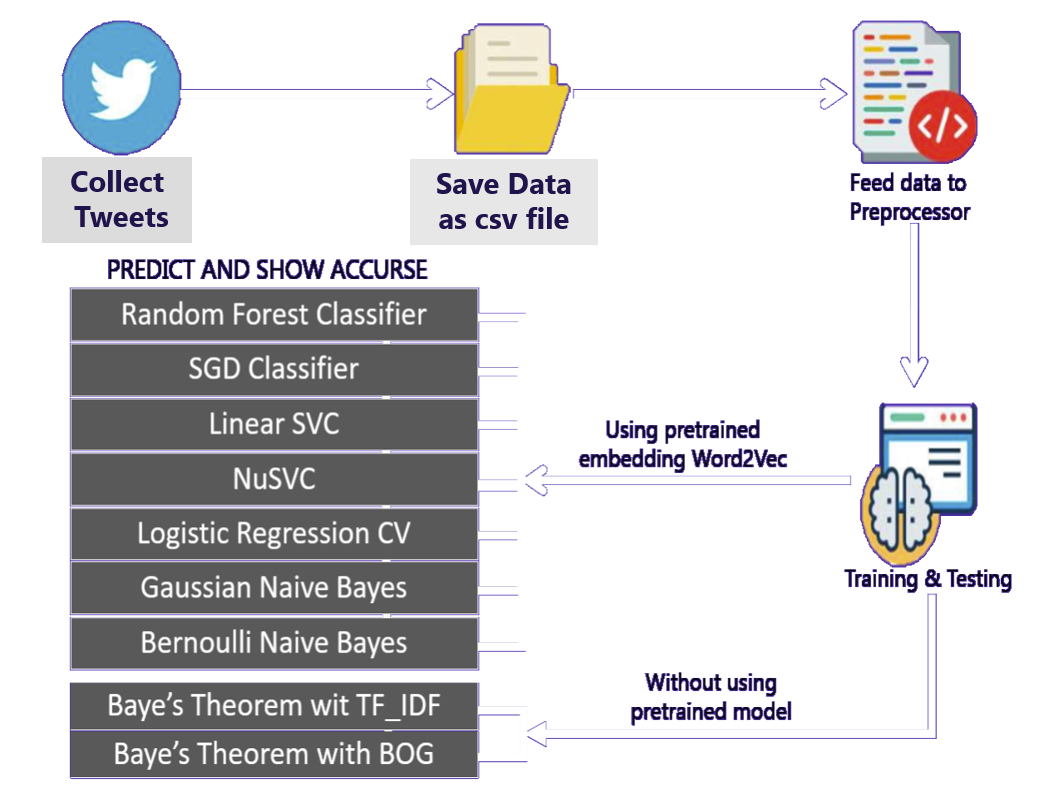 Collect
Tweets
Save Data
as csv file
Feed data to
Preprocessor
PREDICT AND SHOW ACCURSE
Random Forest Classifier
SGD Classifier
Linear SVC
NuSVC
Logistic Regression CV
Gaussian Naive Bayes
Bernoulli Naive Bayes
Baye’s Theorem wit TF_IDF
Baye’s Theorem with BOG
Using pretrained
embedding Word2Vec
Training & Testing
Without using
pretrained model